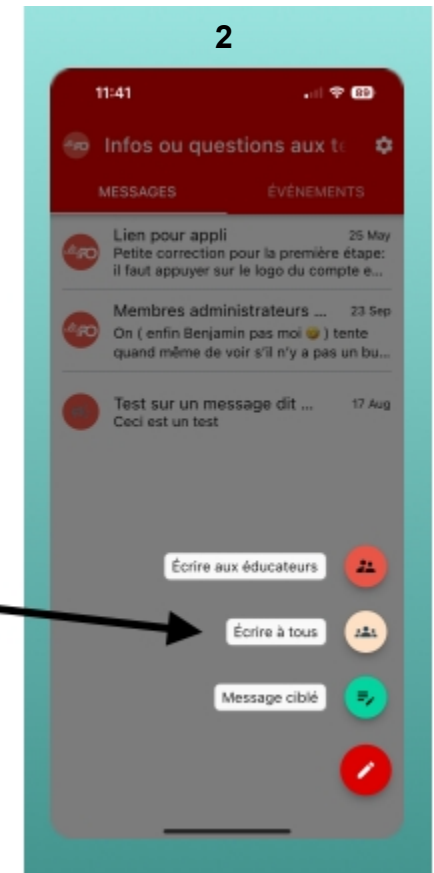 2
11:41
89
Infos ou questions aux te
MESSAGES ÉVÉNEMENTS
Lien pour appli 26 May
Petite correction pour la première étape:
il faut appuyer sur le logo du compte e...
Membres administrateurs ... 23 Sep
On ( enfin Benjamin pas moi 😄 ) tente
quand même de voir s'il n'y a pas un bu...
Test sur un message dit ... 17 Aug
Ceci est un test
Écrire aux éducateurs
Écrire à tous
Message ciblé